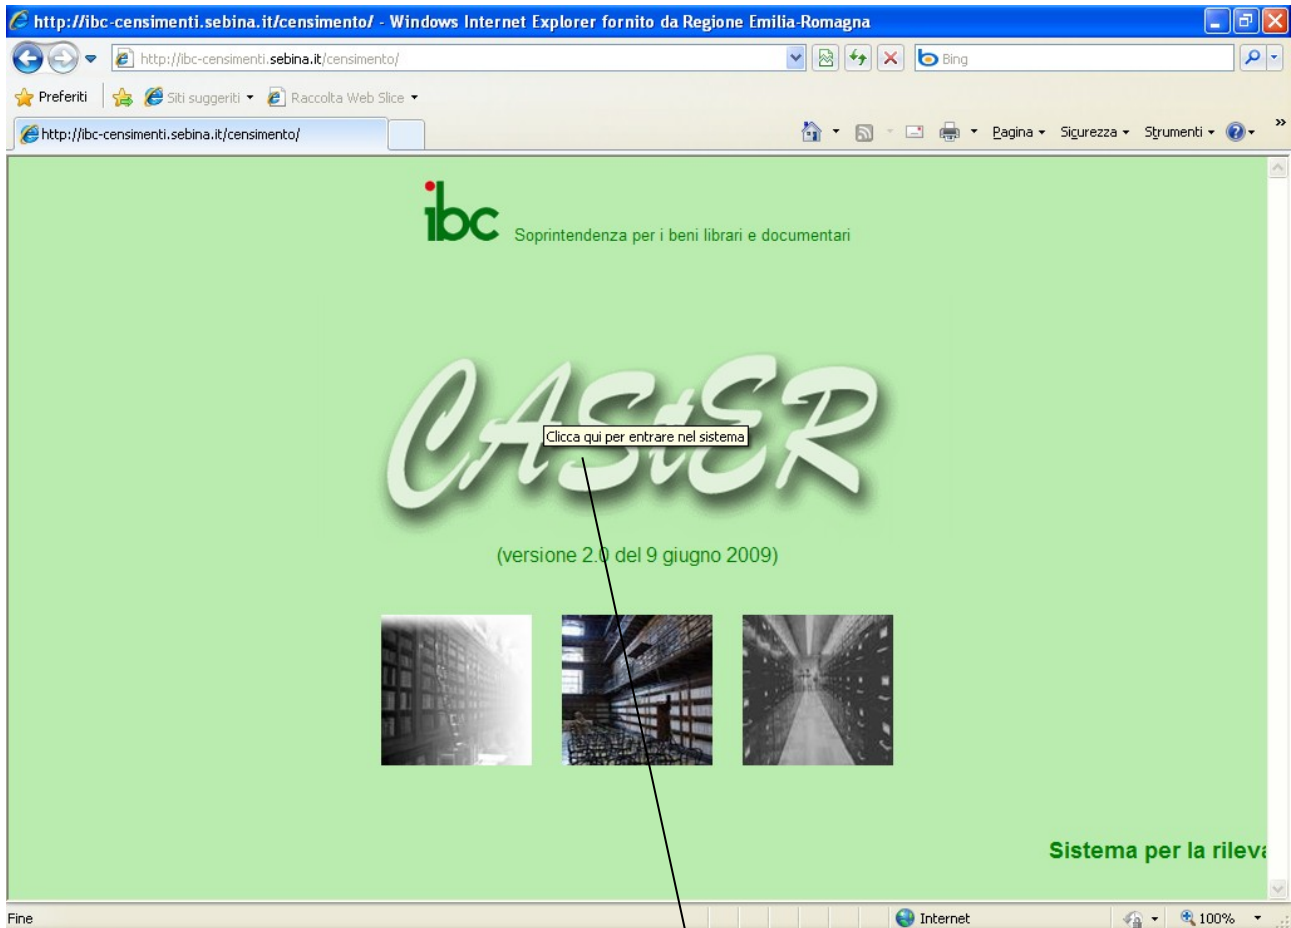 http://ibc-censimenti.sebina.it/censimento/ - Windows Internet Explorer fornito da Regione Emilia-Romagna
http://ibc-censimenti.sebina.it/censimento/
Bing
Preferiti
Siti suggeriti
Raccolta Web Slice
http://ibc-censimenti.sebina.it/censimento/
Pagina
Sicurezza
Strumenti
»
ibc Soprintendenza per i beni librari e documentari
CAStER
Clicca qui per entrare nel sistema
(versione 2.0 del 9 giugno 2009)
Sistema per la rileva
Fine
Internet
100%